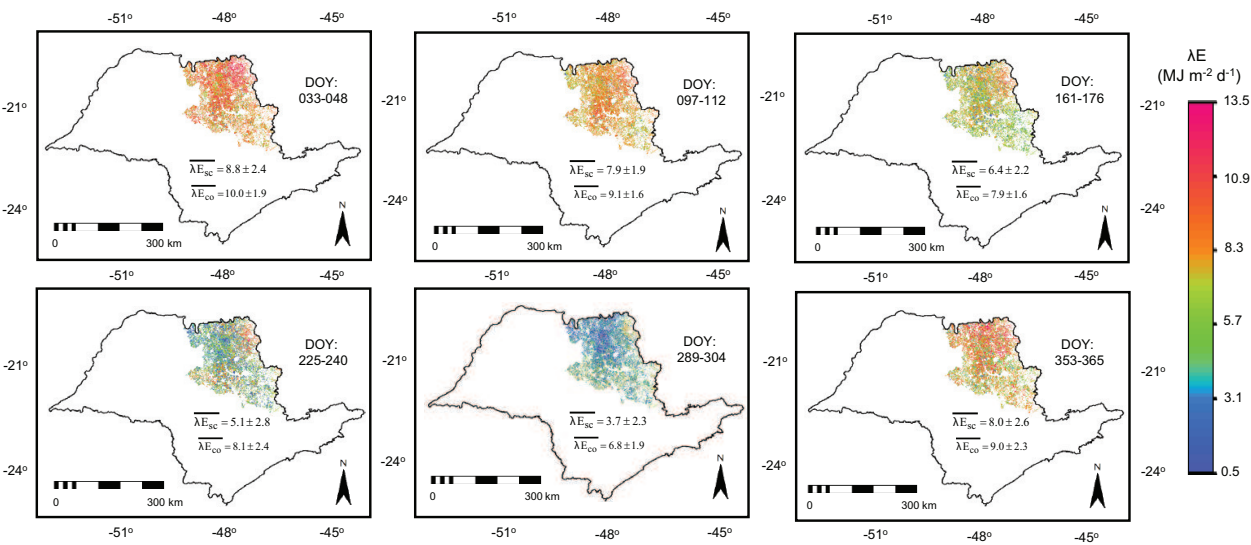 -51º -48º -45º -51º -48º -45º -51º -48º -45º
DOY:
033-048
λEsc =8.8±2.4
λEco =10.0±1.9
N
0 300 km
-21º
-24º
DOY:
097-112
λEsc =7.9±1.9
λEco =9.1±1.6
N
0 300 km
-21º
-24º
DOY:
161-176
λEsc =6.4±2.2
λEco =7.9±1.6
N
0 300 km
-21º
-24º
-21º
-24º
λE
(MJ m-2 d-1)
13.5
10.9
8.3
5.7
3.1
0.5
-51º -48º -45º -51º -48º -45º -51º -48º -45º
DOY:
225-240
λEsc =5.1±2.8
λEco =8.1±2.4
N
0 300 km
-21º
-24º
DOY:
289-304
λEsc =3.7±2.3
λEco =6.8±1.9
N
0 300 km
-21º
-24º
DOY:
353-365
λEsc =8.0±2.6
λEco =9.0±2.3
N
0 300 km
-21º
-24º
-21º
-24º
-51º -48º -45º -51º -48º -45º -51º -48º -45º